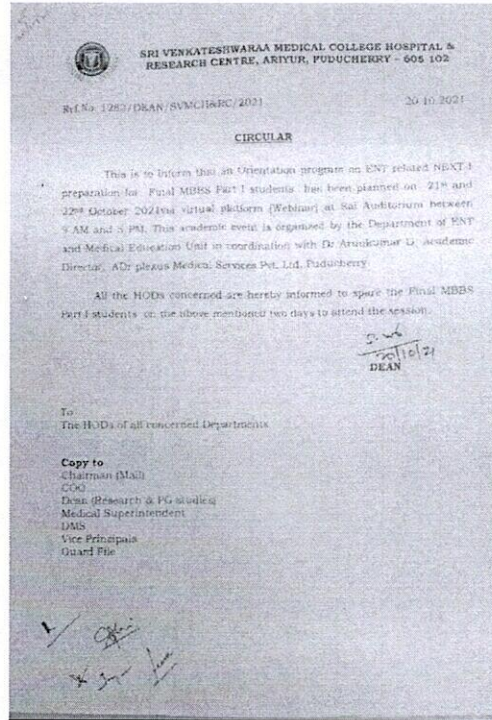 SRI VENKATESHWARAA MEDICAL COLLEGE HOSPITAL &
RESEARCH CENTRE, ARIYUR, PUDUCHERRY - 605 102
Ref.No. 1282/DEAN/SVMCH&RC/2021 20.10.2021
CIRCULAR
This is to Inform that an Orientation program on ENT related NEXT-1
preparation for Final MBBS Part I students has been planned on 21st and
22nd October 2021via virtual platform (Webinar) at Sai Auditorium between
9 AM and 5 PM. This academic event is organized by the Department of ENT
and Medical Education Unit in coordination with Dr Arunkumar D, Academic
Director, ADr plexus Medical Services Pvt. Ltd, Puducherry.
All the HODs concerned are hereby informed to spare the Final MBBS
Part I students on the above mentioned two days to attend the session.
20/10/21
DEAN
To
The HODs of all concerned Departments
Copy to
Chairman (Mail)
COO
Dean (Research & PG studies)
Medical Superintendent
DMS
Vice Principals
Guard File